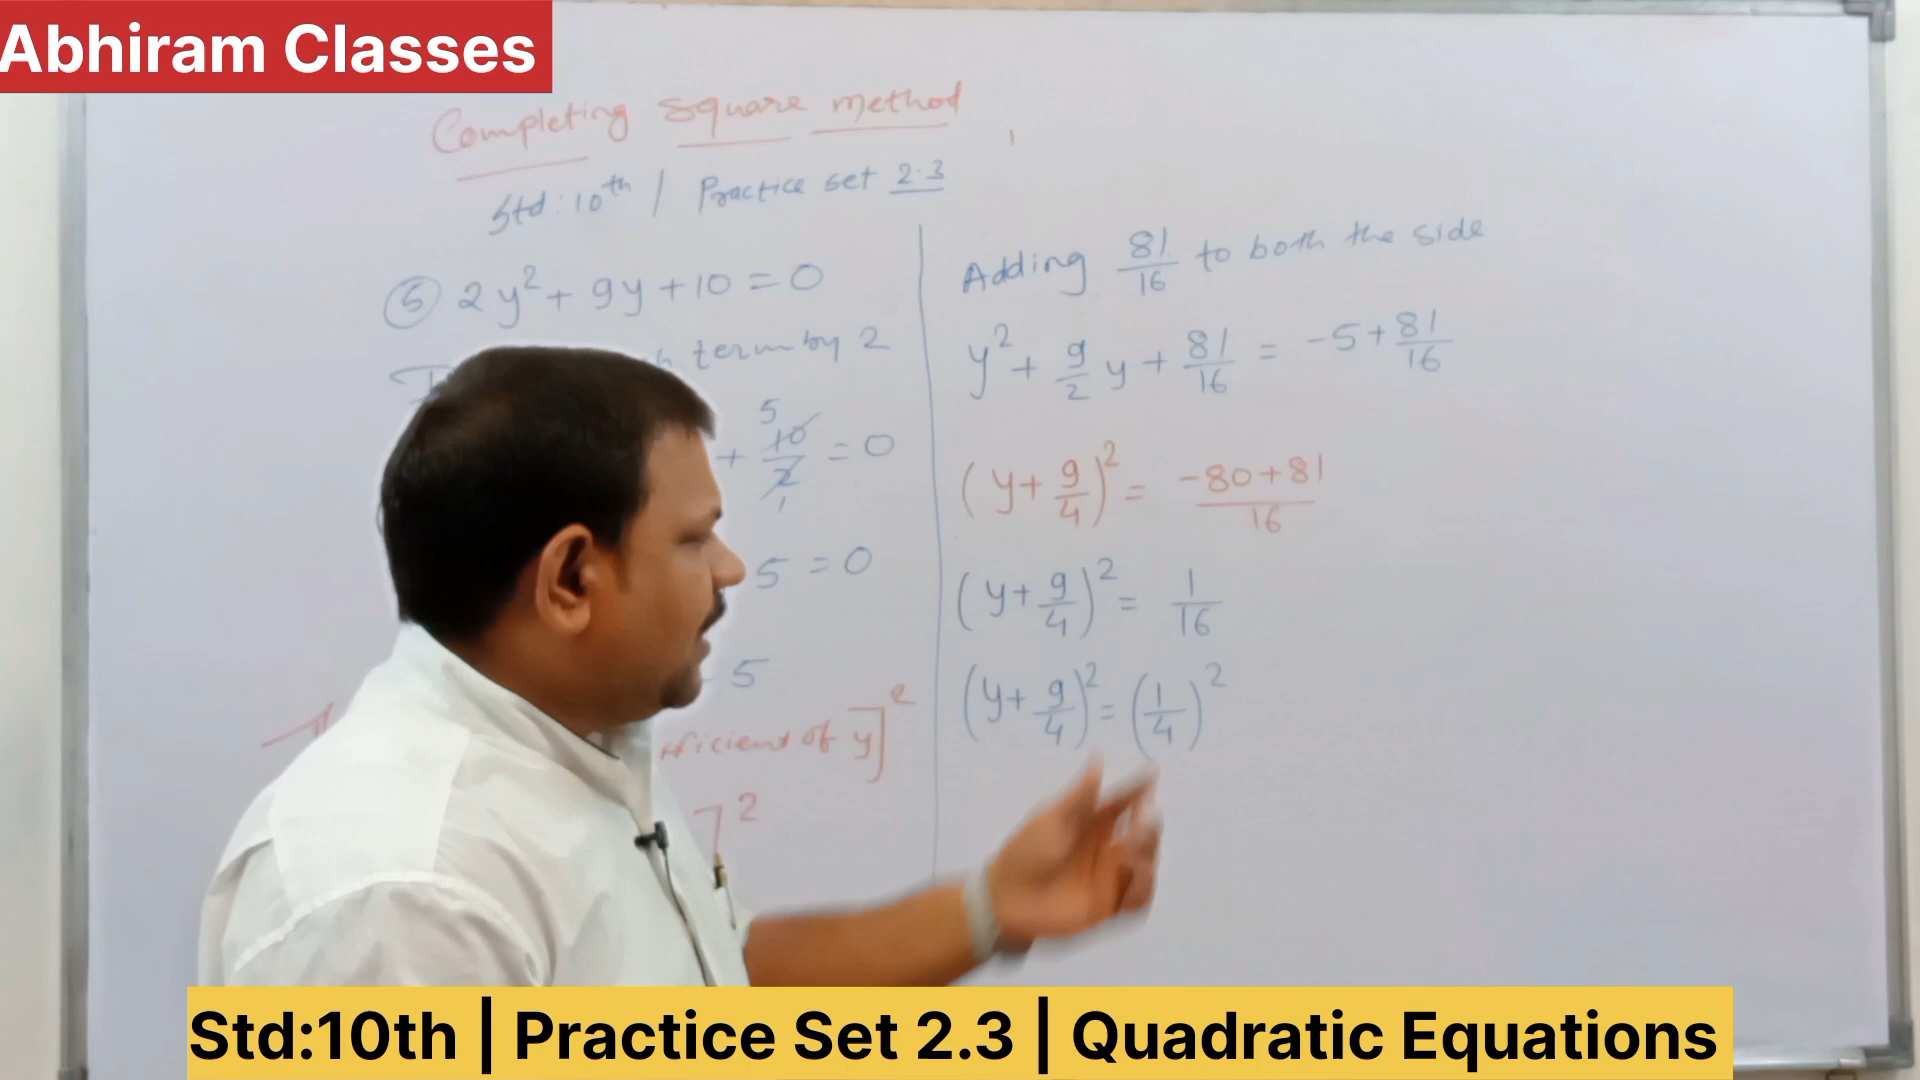 Abhiram Classes
Completing square method
Std: 10th / Practice set 2.3
(5) 2y² + 9y + 10 = 0
term by 2
+ 10/2 = 0
5
1
5 = 0
5
of y]²
]²
Adding 81/16 to both the side
y² + 9/2 y + 81/16 = -5 + 81/16
(y + 9/4)² = -80+81/16
(y + 9/4)² = 1/16
(y + 9/4)² = (1/4)²
Std:10th | Practice Set 2.3 | Quadratic Equations